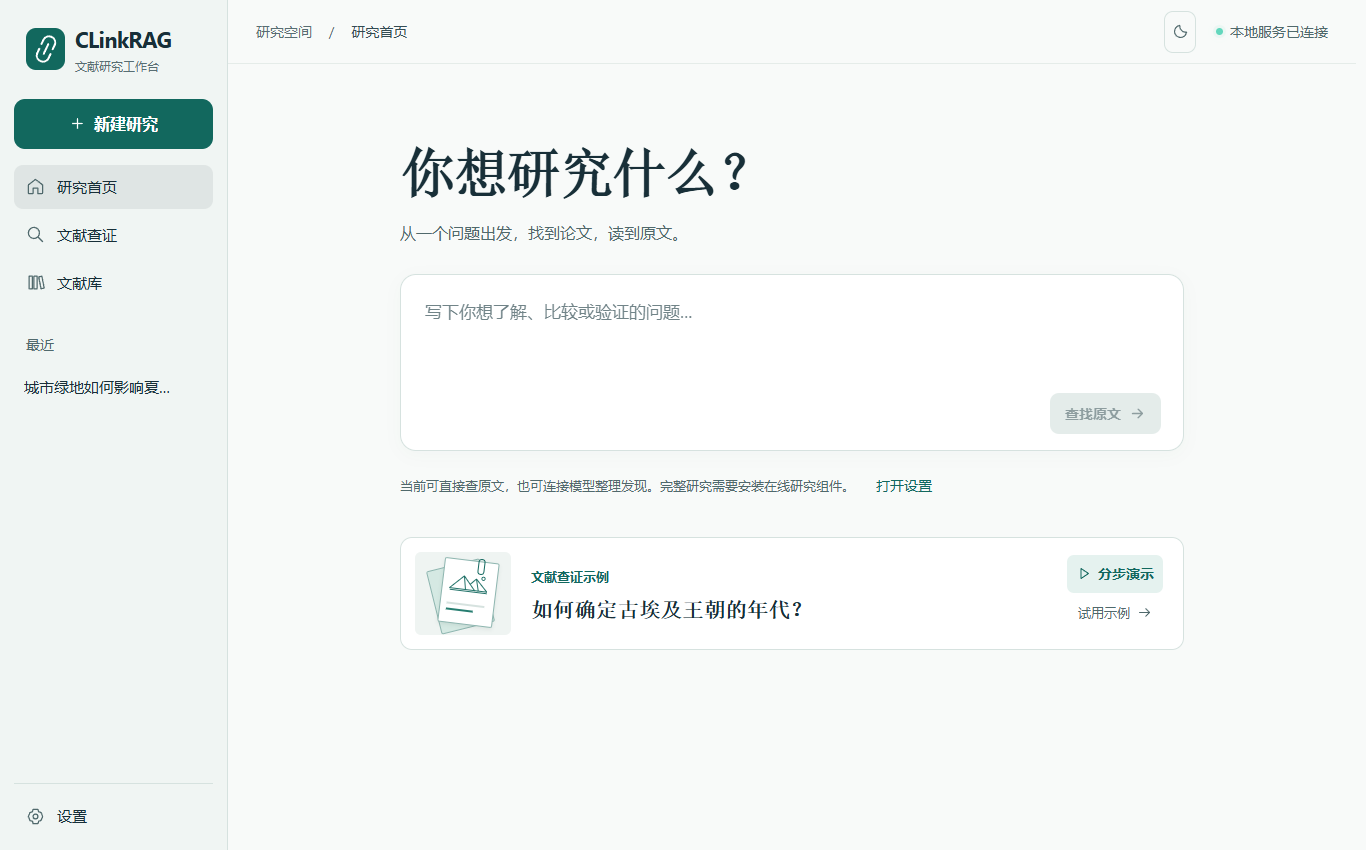 CLinkRAG
文献研究工作台
+ 新建研究
研究首页
文献查证
文献库
最近
城市绿地如何影响夏...
设置
研究空间 / 研究首页
本地服务已连接
你想研究什么？
从一个问题出发，找到论文，读到原文。
写下你想了解、比较或验证的问题...
查找原文 →
当前可直接查原文，也可连接模型整理发现。完整研究需要安装在线研究组件。 打开设置
文献查证示例
如何确定古埃及王朝的年代？
分步演示
试用示例 →